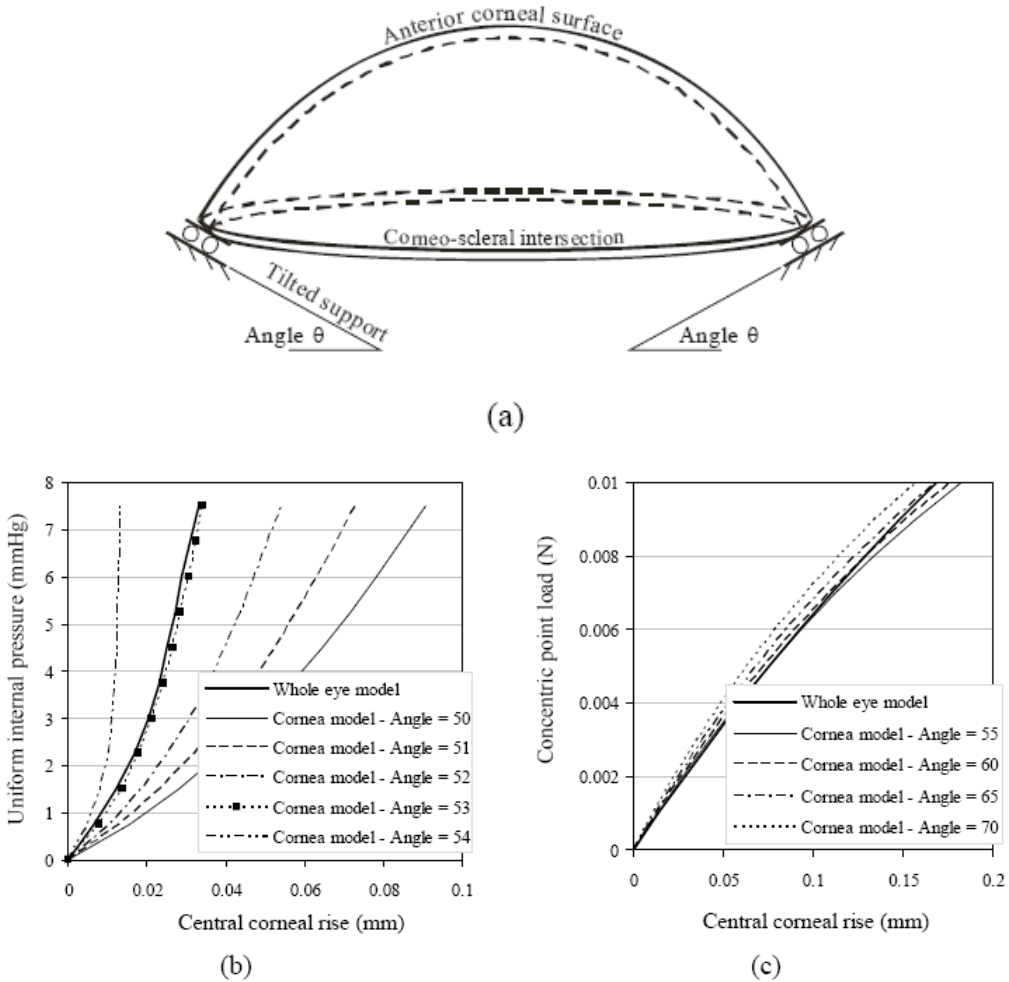 Anterior corneal surface
Corneo-scleral intersection
Tilted support
Angle θ
Angle θ
(a)
Uniform internal pressure (mmHg)
8
7
6
5
4
3
2
1
0
Whole eye model
Cornea model - Angle = 50
Cornea model - Angle = 51
Cornea model - Angle = 52
Cornea model - Angle = 53
Cornea model - Angle = 54
0
0.02
0.04
0.06
0.08
0.1
Central corneal rise (mm)
(b)
Concentric point load (N)
0.01
0.008
0.006
0.004
0.002
0
Whole eye model
Cornea model - Angle = 55
Cornea model - Angle = 60
Cornea model - Angle = 65
Cornea model - Angle = 70
0
0.05
0.1
0.15
0.2
Central corneal rise (mm)
(c)